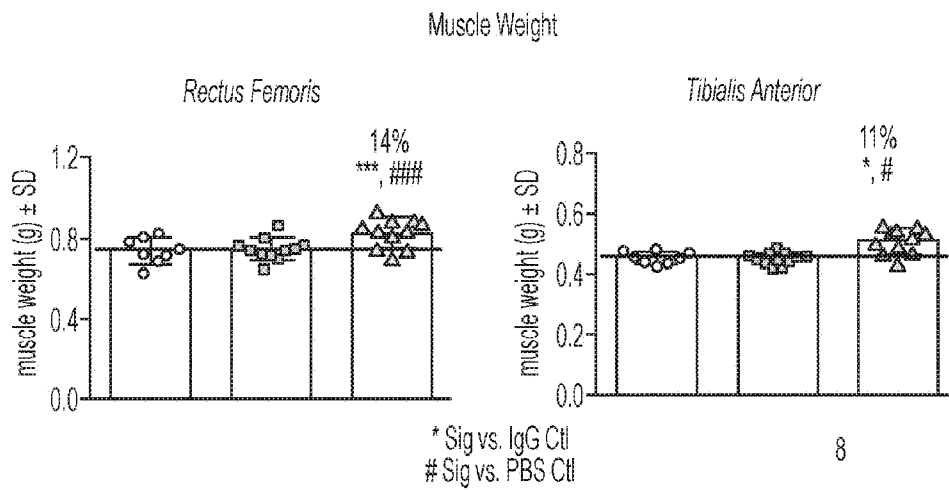 Muscle Weight
Rectus Femoris
14%
***, ###
muscle weight (g) ± SD
1.2
0.8
0.4
0.0
Tibialis Anterior
11%
*, #
muscle weight (g) ± SD
0.8
0.6
0.4
0.2
0.0
* Sig vs. IgG Ctl
# Sig vs. PBS Ctl
8